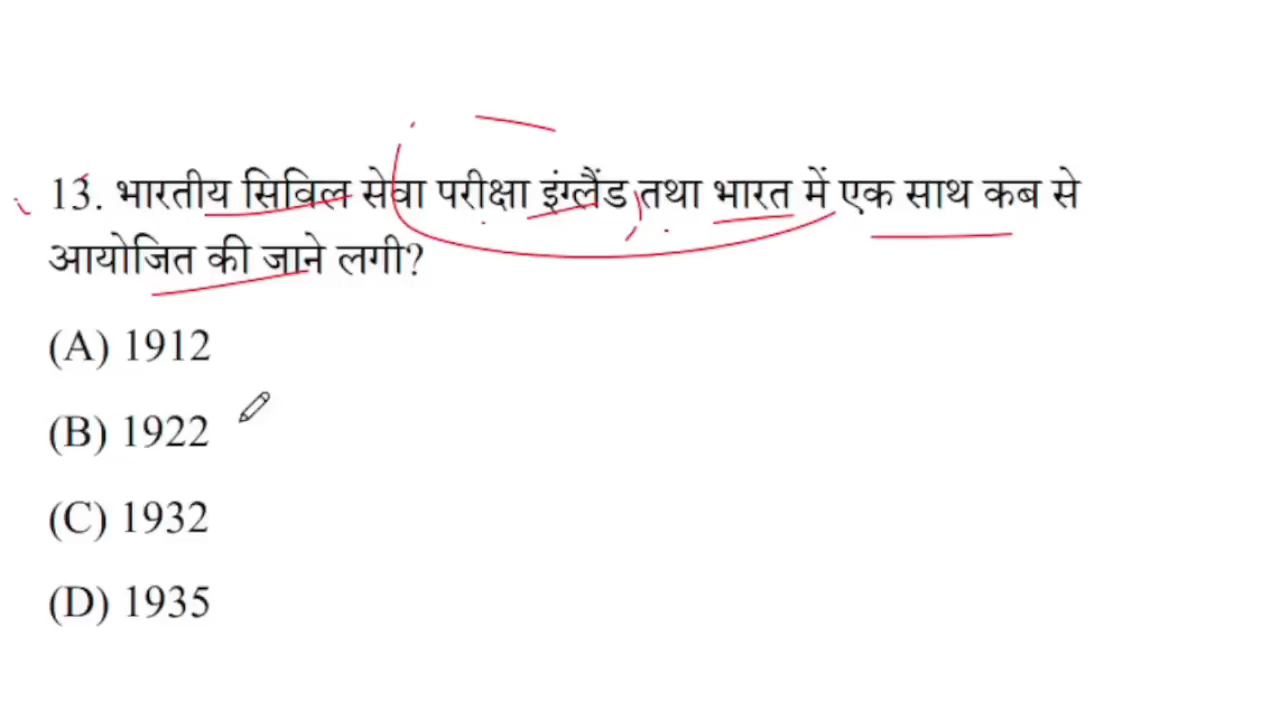 13. भारतीय सिविल सेवा परीक्षा इंग्लैंड तथा भारत में एक साथ कब से
आयोजित की जाने लगी?
(A) 1912
(B) 1922
(C) 1932
(D) 1935